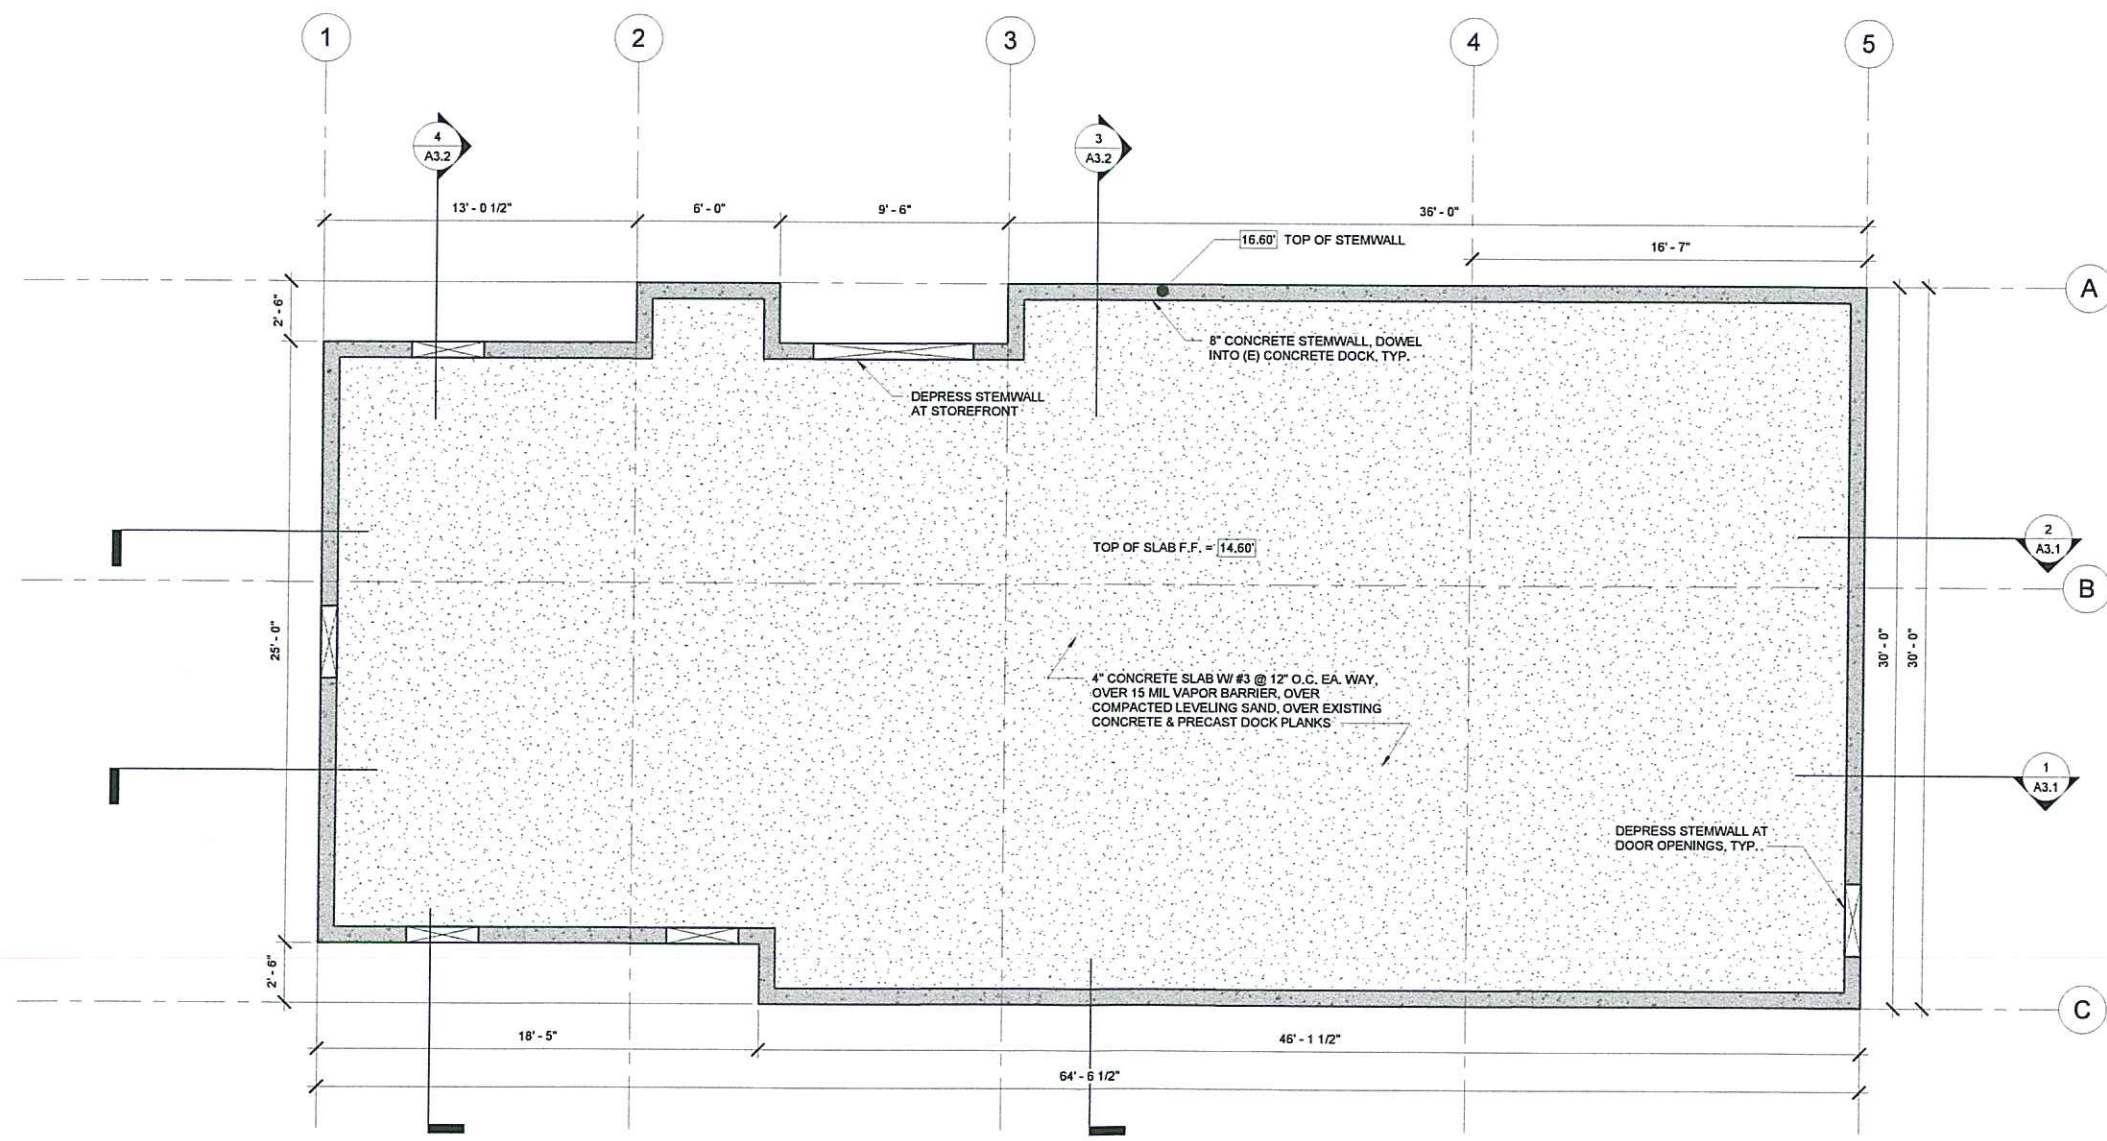 1
2
3
4
5
4
A3.2
3
A3.2
13' - 0 1/2"
6' - 0"
9' - 6"
36' - 0"
16.60' TOP OF STEMWALL
16' - 7"
A
2' - 6"
8" CONCRETE STEMWALL, DOWEL
INTO (E) CONCRETE DOCK, TYP.
DEPRESS STEMWALL
AT STOREFRONT
TOP OF SLAB F.F. = 14.60'
2
A3.1
B
25' - 0"
30' - 0"
30' - 0"
4" CONCRETE SLAB W/ #3 @ 12" O.C. EA. WAY,
OVER 15 MIL VAPOR BARRIER, OVER
COMPACTED LEVELING SAND, OVER EXISTING
CONCRETE & PRECAST DOCK PLANKS
1
A3.1
DEPRESS STEMWALL AT
DOOR OPENINGS, TYP.
2' - 6"
C
18' - 5"
46' - 1 1/2"
64' - 6 1/2"